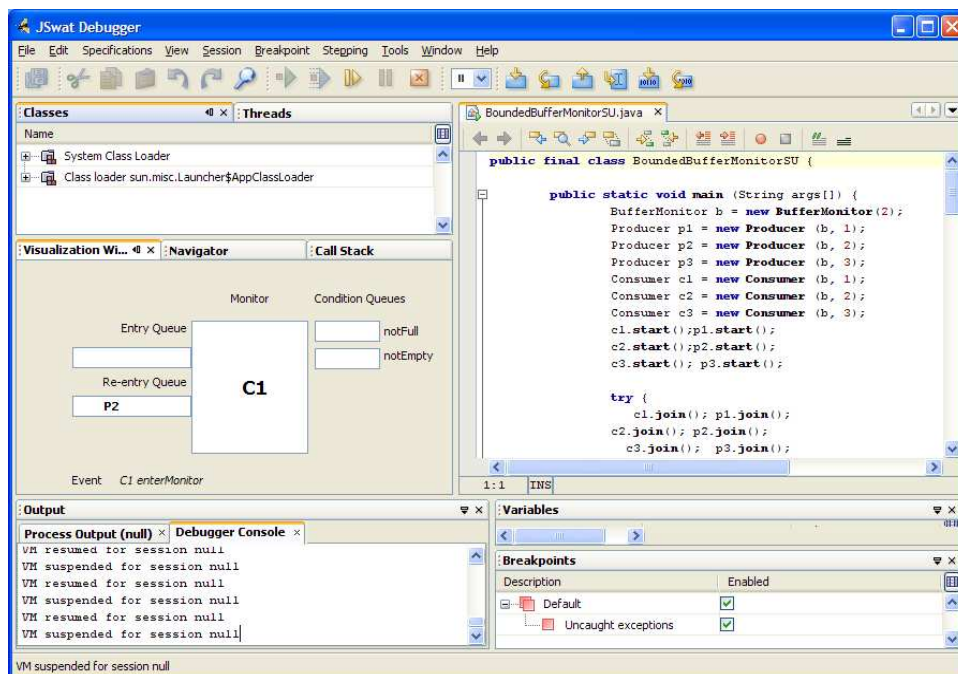 JSwat Debugger
File Edit Specifications View Session Breakpoint Stepping Tools Window Help
Classes Threads
Name
System Class Loader
Class loader sun.misc.Launcher$AppClassLoader
Visualization Wi... Navigator Call Stack
Monitor Condition Queues
Entry Queue
notFull
notEmpty
Re-entry Queue
C1
P2
Event C1 enterMonitor
BoundedBufferMonitorSU.java
public final class BoundedBufferMonitorSU {
public static void main (String args[]) {
BufferMonitor b = new BufferMonitor(2);
Producer p1 = new Producer (b, 1);
Producer p2 = new Producer (b, 2);
Producer p3 = new Producer (b, 3);
Consumer c1 = new Consumer (b, 1);
Consumer c2 = new Consumer (b, 2);
Consumer c3 = new Consumer (b, 3);
c1.start();p1.start();
c2.start();p2.start();
c3.start(); p3.start();
try {
c1.join(); p1.join();
c2.join(); p2.join();
c3.join(); p3.join();
1:1 INS
Output
Process Output (null) Debugger Console
VM resumed for session null
VM suspended for session null
VM resumed for session null
VM suspended for session null
VM resumed for session null
VM suspended for session null
Variables
Breakpoints
Description Enabled
Default
Uncaught exceptions
VM suspended for session null